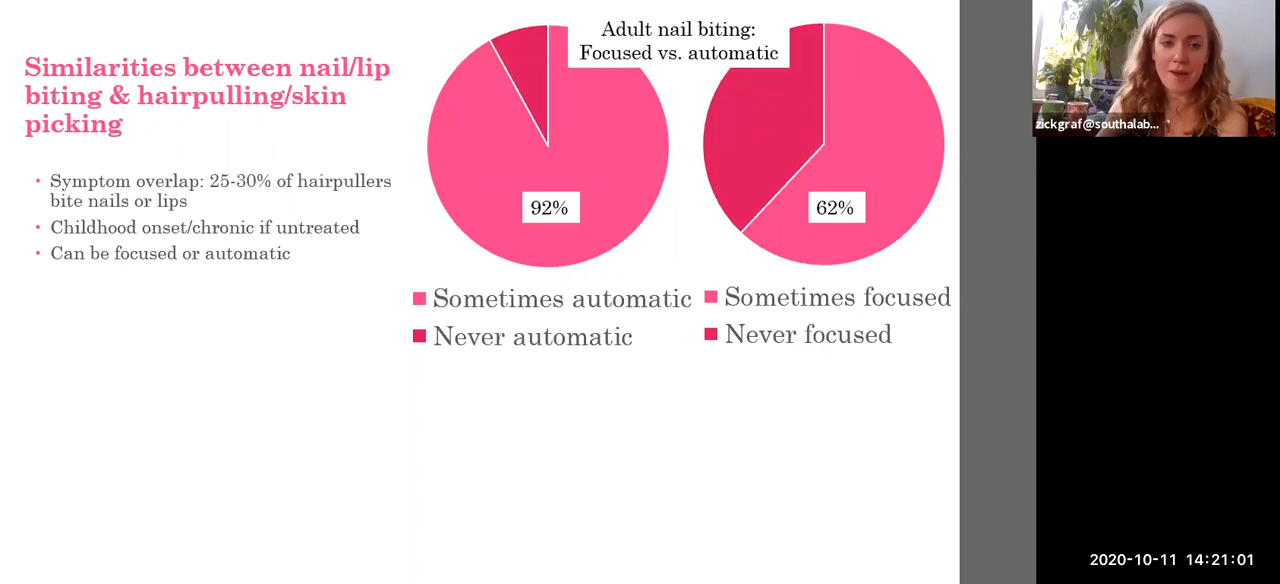 Similarities between nail/lip
biting & hairpulling/skin
picking
• Symptom overlap: 25-30% of hairpullers
bite nails or lips
• Childhood onset/chronic if untreated
• Can be focused or automatic
Adult nail biting:
Focused vs. automatic
92%
62%
Sometimes automatic
Never automatic
Sometimes focused
Never focused
zickgraf@southalab...
2020-10-11 14:21:01